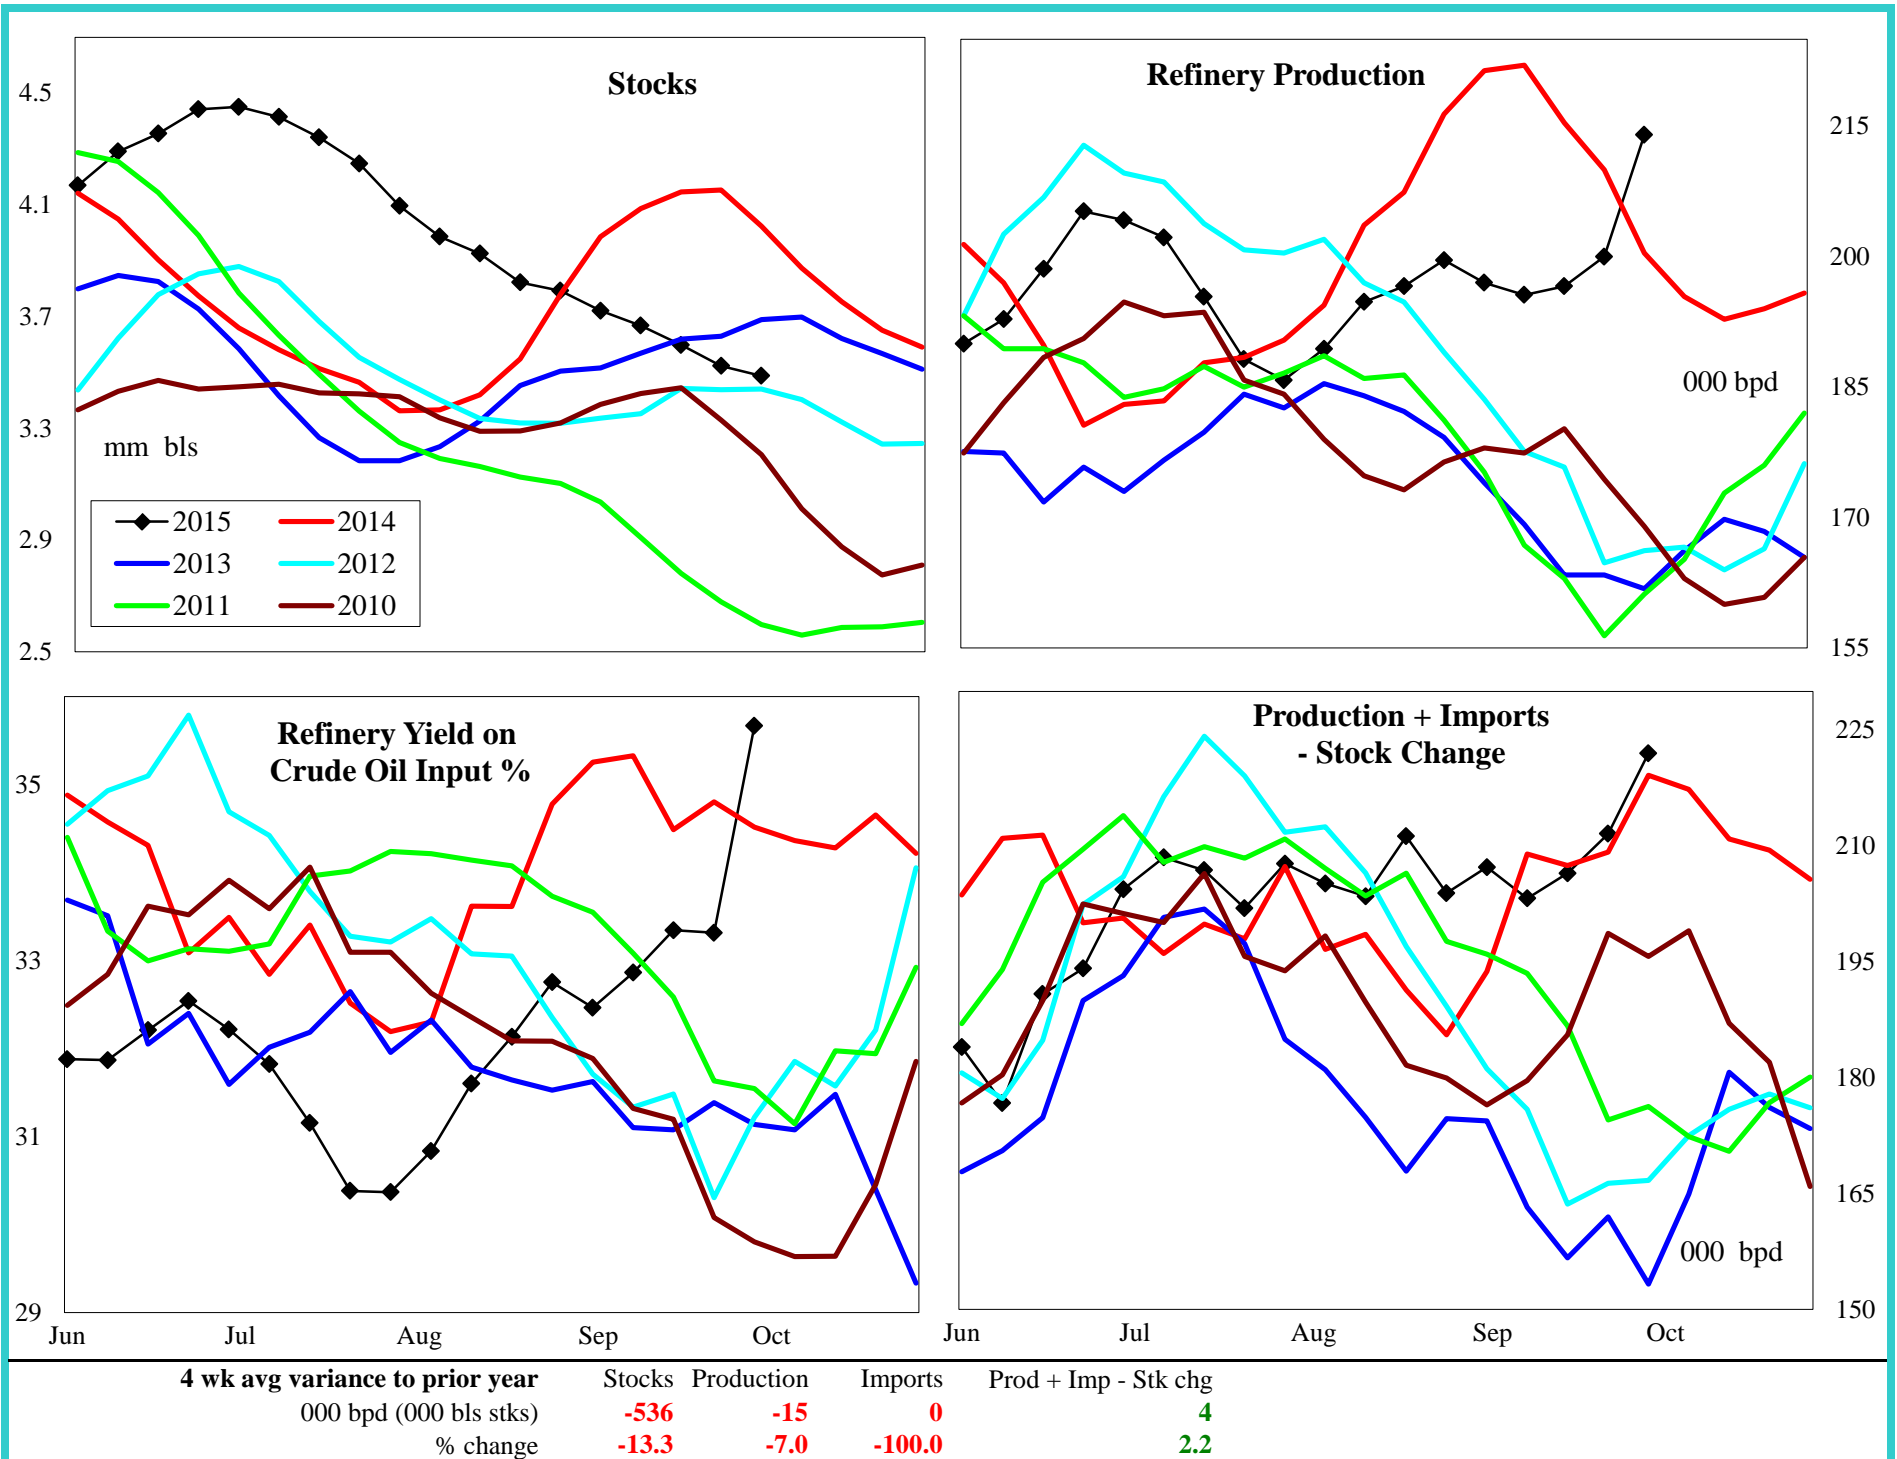 Stocks
4.5
4.1
3.7
3.3
2.9
2.5
mm bls
2015 2014
2013 2012
2011 2010
Refinery Production
215
200
185
170
155
000 bpd
Refinery Yield on
Crude Oil Input %
35
33
31
29
Jun Jul Aug Sep Oct
Production + Imports
- Stock Change
225
210
195
180
165
150
000 bpd
Jun Jul Aug Sep Oct
4 wk avg variance to prior year Stocks Production Imports Prod + Imp - Stk chg
000 bpd (000 bls stks) -536 -15 0 4
% change -13.3 -7.0 -100.0 2.2